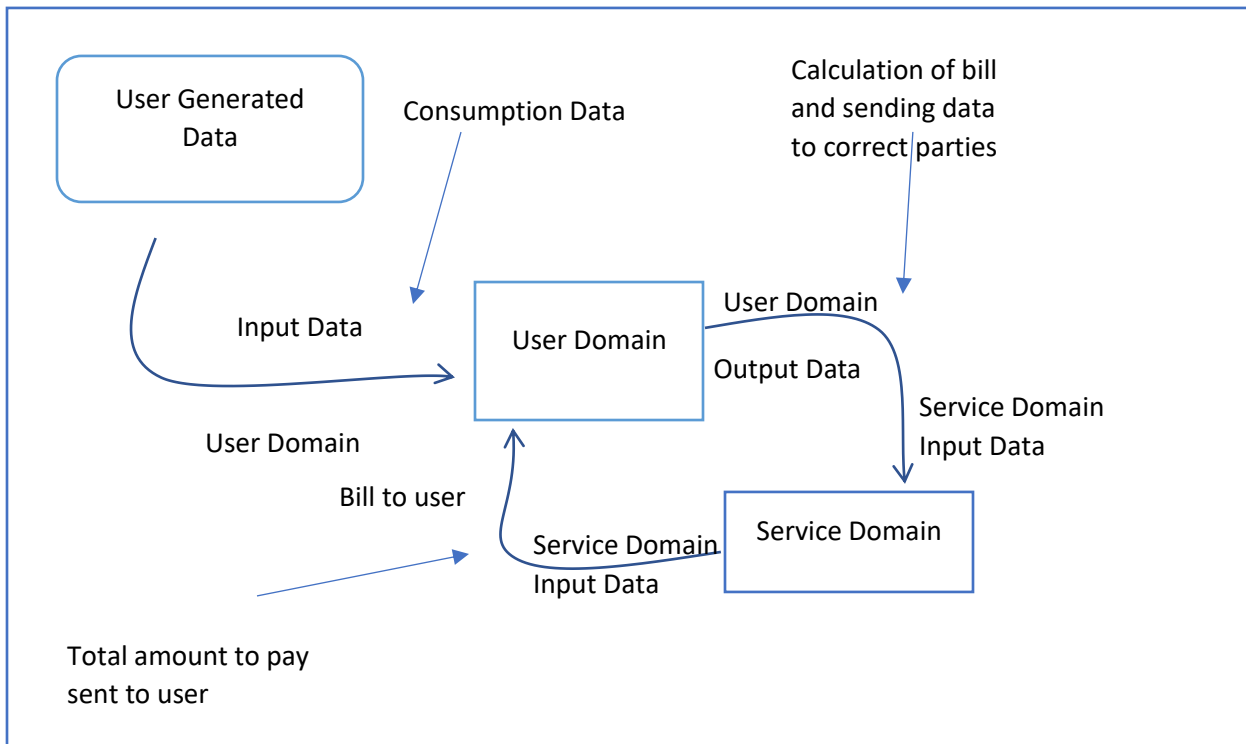 User Generated
Data
Consumption Data
Calculation of bill
and sending data
to correct parties
Input Data
User Domain
User Domain
User Domain
Output Data
Service Domain
Input Data
Bill to user
Service Domain
Input Data
Service Domain
Total amount to pay
sent to user